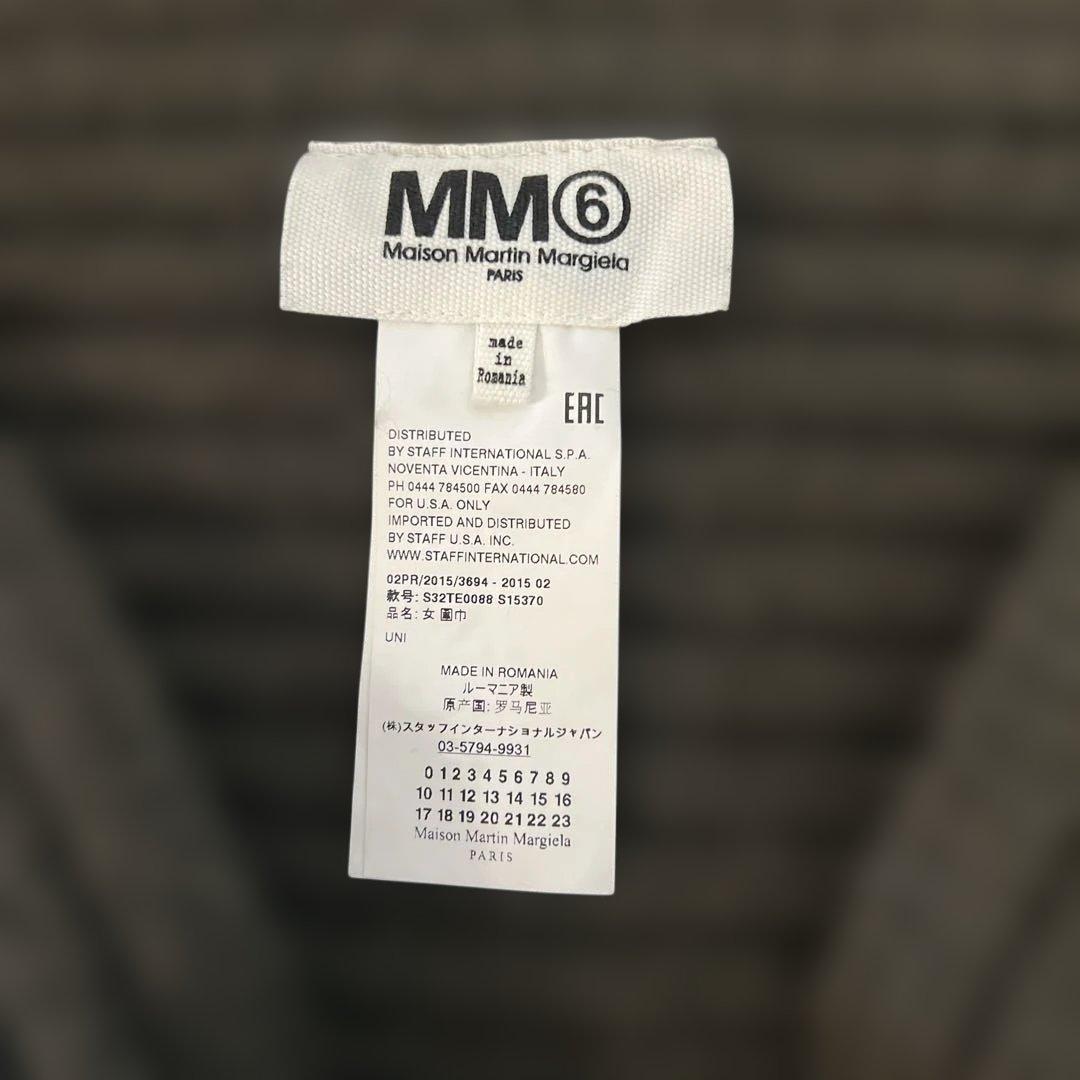 MM⑥
Maison Martin Margiela
PARIS
made
in
Romania
EAC
DISTRIBUTED
BY STAFF INTERNATIONAL S.P.A.
NOVENTA VICENTINA - ITALY
PH 0444 784500 FAX 0444 784580
FOR U.S.A. ONLY
IMPORTED AND DISTRIBUTED
BY STAFF U.S.A. INC.
WWW.STAFFINTERNATIONAL.COM
02PR/2015/3694 - 2015 02
款号: S32TE0088 S15370
品名: 女 圍巾
UNI
MADE IN ROMANIA
ルーマニア製
原产国: 罗马尼亚
(株)スタッフインターナショナルジャパン
03-5794-9931
0 1 2 3 4 5 6 7 8 9
10 11 12 13 14 15 16
17 18 19 20 21 22 23
Maison Martin Margiela
PARIS